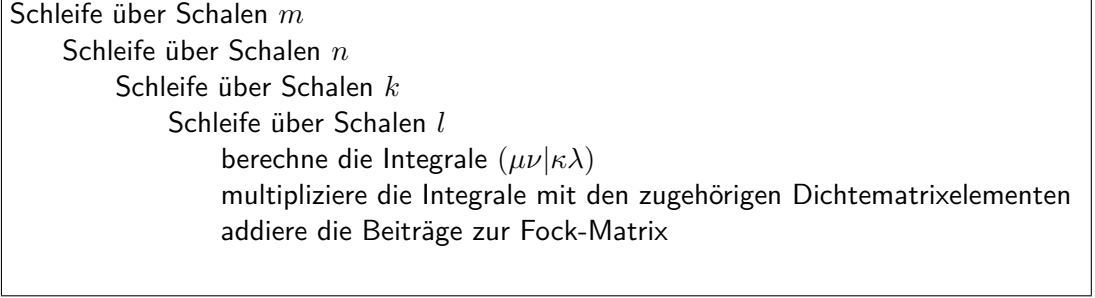 Schleife über Schalen m
Schleife über Schalen n
Schleife über Schalen k
Schleife über Schalen l
berechne die Integrale (μν|κλ)
multipliziere die Integrale mit den zugehörigen Dichtematrixelementen
addiere die Beiträge zur Fock-Matrix